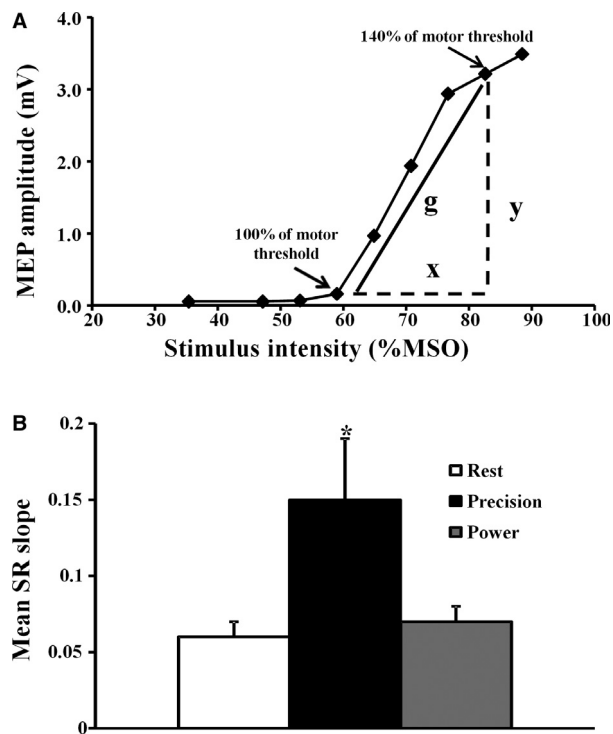 A
MEP amplitude (mV)
4.0
3.0
2.0
1.0
0.0
140% of motor threshold
100% of motor
threshold
g
y
x
20
30
40
50
60
70
80
90
100
Stimulus intensity (%MSO)
B
Mean SR slope
0.2
0.15
0.1
0.05
0
*
Rest
Precision
Power